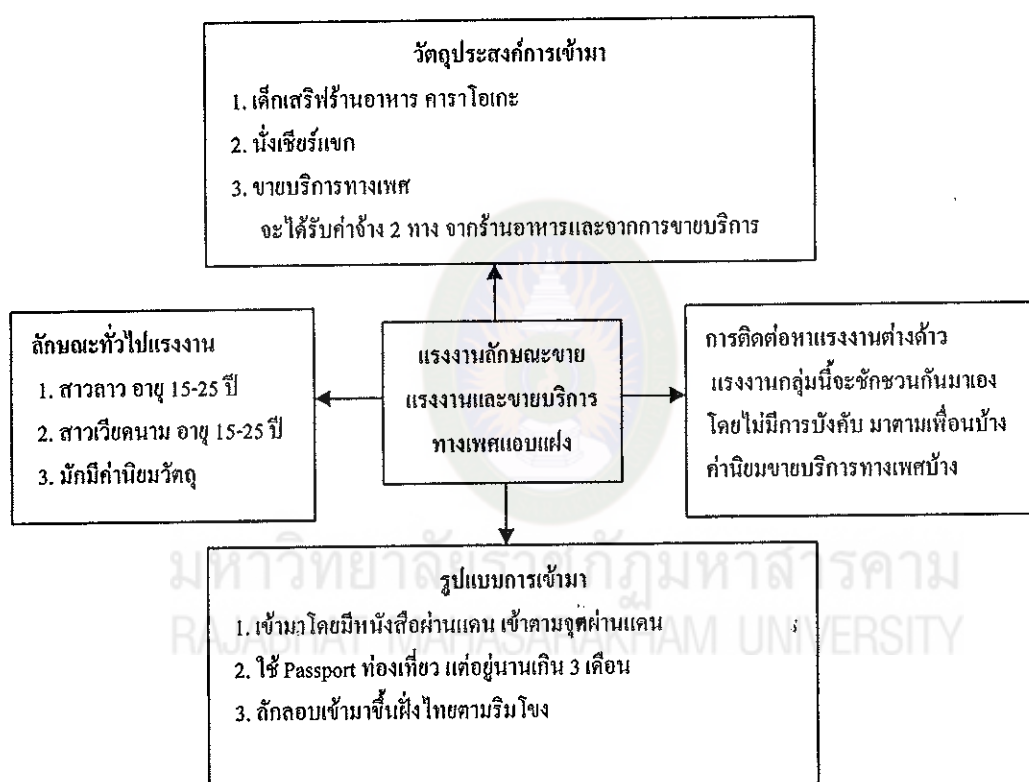 วัตถุประสงค์การเข้ามา
1. เด็กเสริฟร้านอาหาร คาราโอเกะ
2. นั่งเชียร์แขก
3. ขายบริการทางเพศ
จะได้รับค่าจ้าง 2 ทาง จากร้านอาหารและจากการขายบริการ
ลักษณะทั่วไปแรงงาน
1. สาวลาว อายุ 15-25 ปี
2. สาวเวียดนาม อายุ 15-25 ปี
3. มักมีค่านิยมวัตถุ
แรงงานลักษณะขาย
แรงงานและขายบริการ
ทางเพศแอบแฝง
การติดต่อหาแรงงานต่างด้าว
แรงงานกลุ่มนี้จะชักชวนกันมาเอง
โดยไม่มีการบังคับ มาตามเพื่อนบ้าง
ค่านิยมขายบริการทางเพศบ้าง
รูปแบบการเข้ามา
1. เข้ามาโดยมีหนังสือผ่านแดน เข้าตามจุดผ่านแดน
2. ใช้ Passport ท่องเที่ยว แต่อยู่นานเกิน 3 เดือน
3. ลักลอบเข้ามาขึ้นฝั่งไทยตามริมโขง
มหาวิทยาลัยราชภัฏมหาสารคาม
RAJABHAT MAHASARAKHAM UNIVERSITY